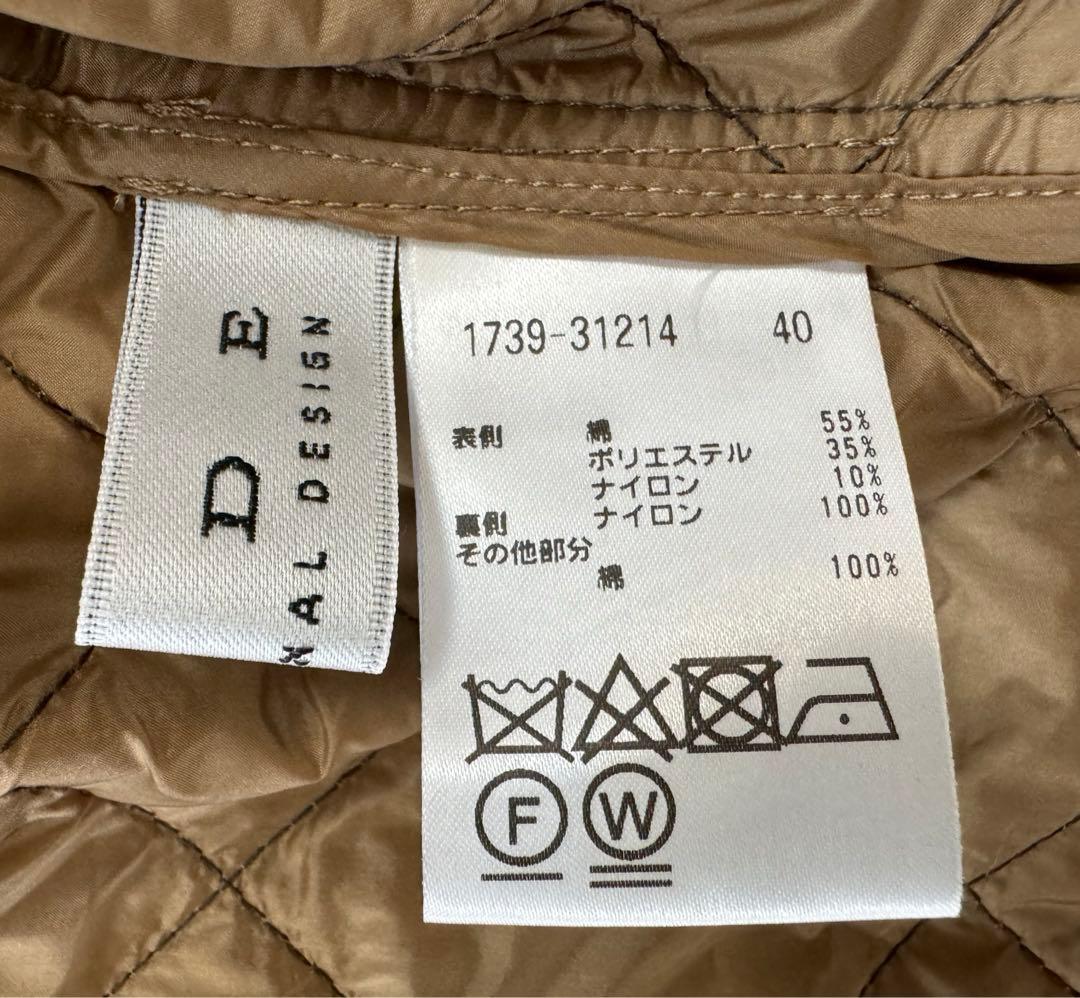 D E
NAL DESIGN
1739-31214 40
表側 綿 55%
ポリエステル 35%
ナイロン 10%
裏側 ナイロン 100%
その他部分
綿 100%
F W